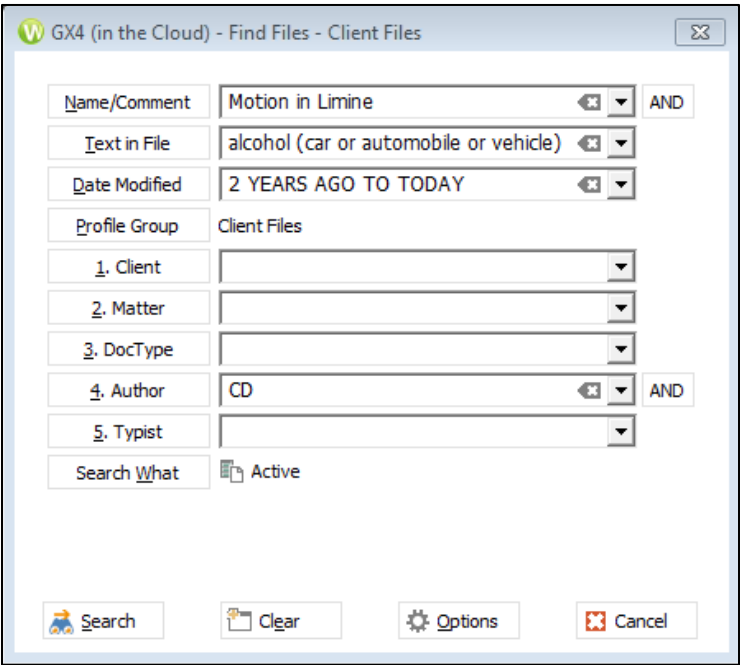 W GX4 (in the Cloud) - Find Files - Client Files
Name/Comment Motion in Limine AND
Text in File alcohol (car or automobile or vehicle)
Date Modified 2 YEARS AGO TO TODAY
Profile Group Client Files
1. Client
2. Matter
3. DocType
4. Author CD AND
5. Typist
Search What Active
Search Clear Options Cancel